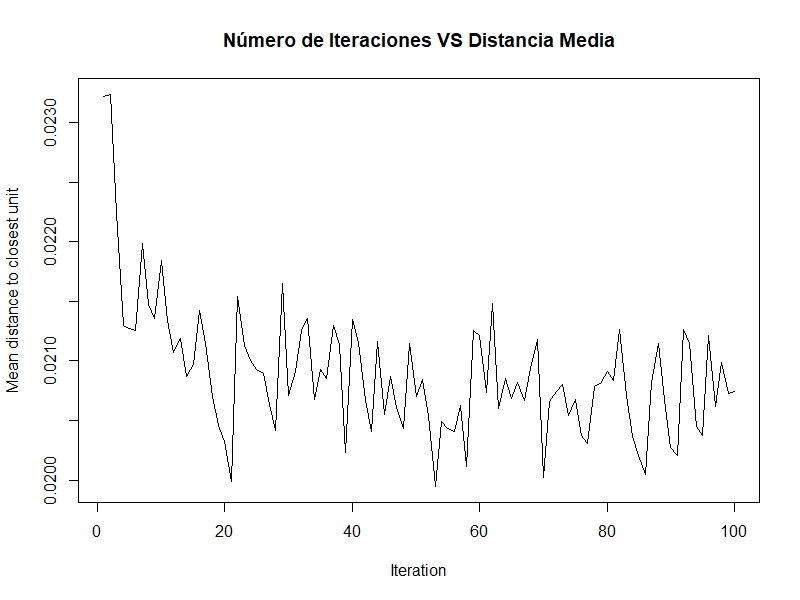 Número de Iteraciones VS Distancia Media
Mean distance to closest unit
0.0230
0.0220
0.0210
0.0200
0 20 40 60 80 100
Iteration